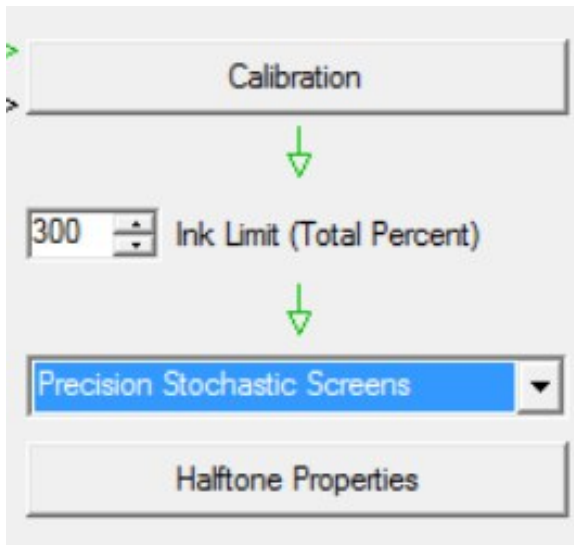 Calibration
300 Ink Limit (Total Percent)
Precision Stochastic Screens
Halftone Properties